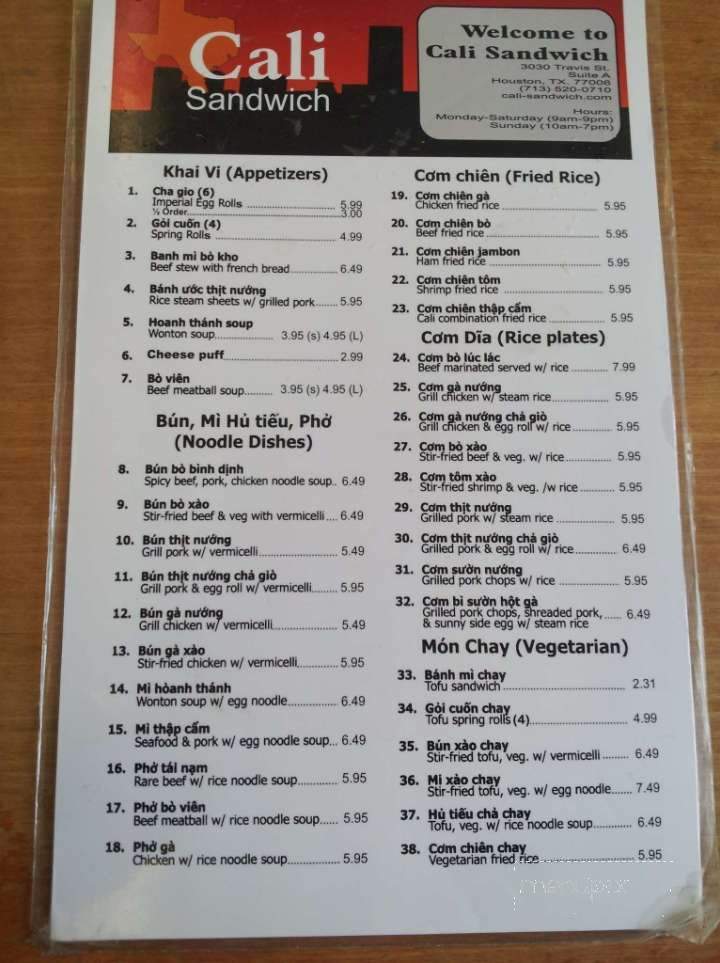 Cali
Sandwich
Welcome to
Cali Sandwich
3030 Travis St.
Suite A
Houston, TX. 77006
(713) 520-0710
cali-sandwich.com
Hours:
Monday-Saturday (9am-9pm)
Sunday (10am-7pm)
Khai Vi (Appetizers)
1. Cha gio (6)
Imperial Egg Rolls 5.99
½ Order 3.00
2. Gỏi cuốn (4)
Spring Rolls 4.99
3. Banh mì bò kho
Beef stew with french bread 6.49
4. Bánh ước thịt nướng
Rice steam sheets w/ grilled pork 5.95
5. Hoanh thánh soup
Wonton soup 3.95 (s) 4.95 (L)
6. Cheese puff 2.99
7. Bò viên
Beef meatball soup 3.95 (s) 4.95 (L)
Bún, Mì Hủ tiếu, Phở
(Noodle Dishes)
8. Bún bò bình dịnh
Spicy beef, pork, chicken noodle soup.. 6.49
9. Bún bò xào
Stir-fried beef & veg with vermicelli 6.49
10. Bún thịt nướng
Grill pork w/ vermicelli 5.49
11. Bún thịt nướng chả giò
Grill pork & egg roll w/ vermicelli 5.95
12. Bún gà nướng
Grill chicken w/ vermicelli 5.49
13. Bún gà xào
Stir-fried chicken w/ vermicelli 5.95
14. Mì hòanh thánh
Wonton soup w/ egg noodle 6.49
15. Mì thập cẩm
Seafood & pork w/ egg noodle soup... 6.49
16. Phở tái nạm
Rare beef w/ rice noodle soup 5.95
17. Phở bò viên
Beef meatball w/ rice noodle soup 5.95
18. Phở gà
Chicken w/ rice noodle soup 5.95
Cơm chiên (Fried Rice)
19. Cơm chiên gà
Chicken fried rice 5.95
20. Cơm chiên bò
Beef fried rice 5.95
21. Cơm chiên jambon
Ham fried rice 5.95
22. Cơm chiên tôm
Shrimp fried rice 5.95
23. Cơm chiên thập cẩm
Cali combination fried rice 5.95
Cơm Dĩa (Rice plates)
24. Cơm bò lúc lác
Beef marinated served w/ rice 7.99
25. Cơm gà nướng
Grill chicken w/ steam rice 5.95
26. Cơm gà nướng chả giò
Grill chicken & egg roll w/ rice 5.95
27. Cơm bò xào
Stir-fried beef & veg. w/ rice 5.95
28. Cơm tôm xào
Stir-fried shrimp & veg. /w rice 5.95
29. Cơm thịt nướng
Grilled pork w/ steam rice 5.95
30. Cơm thịt nướng chả giò
Grilled pork & egg roll w/ rice 6.49
31. Cơm sườn nướng
Grilled pork chops w/ rice 5.95
32. Cơm bì sườn hột gà
Grilled pork chops, shreaded pork, 6.49
& sunny side egg w/ steam rice
Món Chay (Vegetarian)
33. Bánh mì chay
Tofu sandwich 2.31
34. Gỏi cuốn chay
Tofu spring rolls (4) 4.99
35. Bún xào chay
Stir-fried tofu, veg. w/ vermicelli 6.49
36. Mì xào chay
Stir-fried tofu, veg. w/ egg noodle 7.49
37. Hủ tiếu chả chay
Tofu, veg. w/ rice noodle soup 6.49
38. Cơm chiên chay
Vegetarian fried rice 5.95
menupix